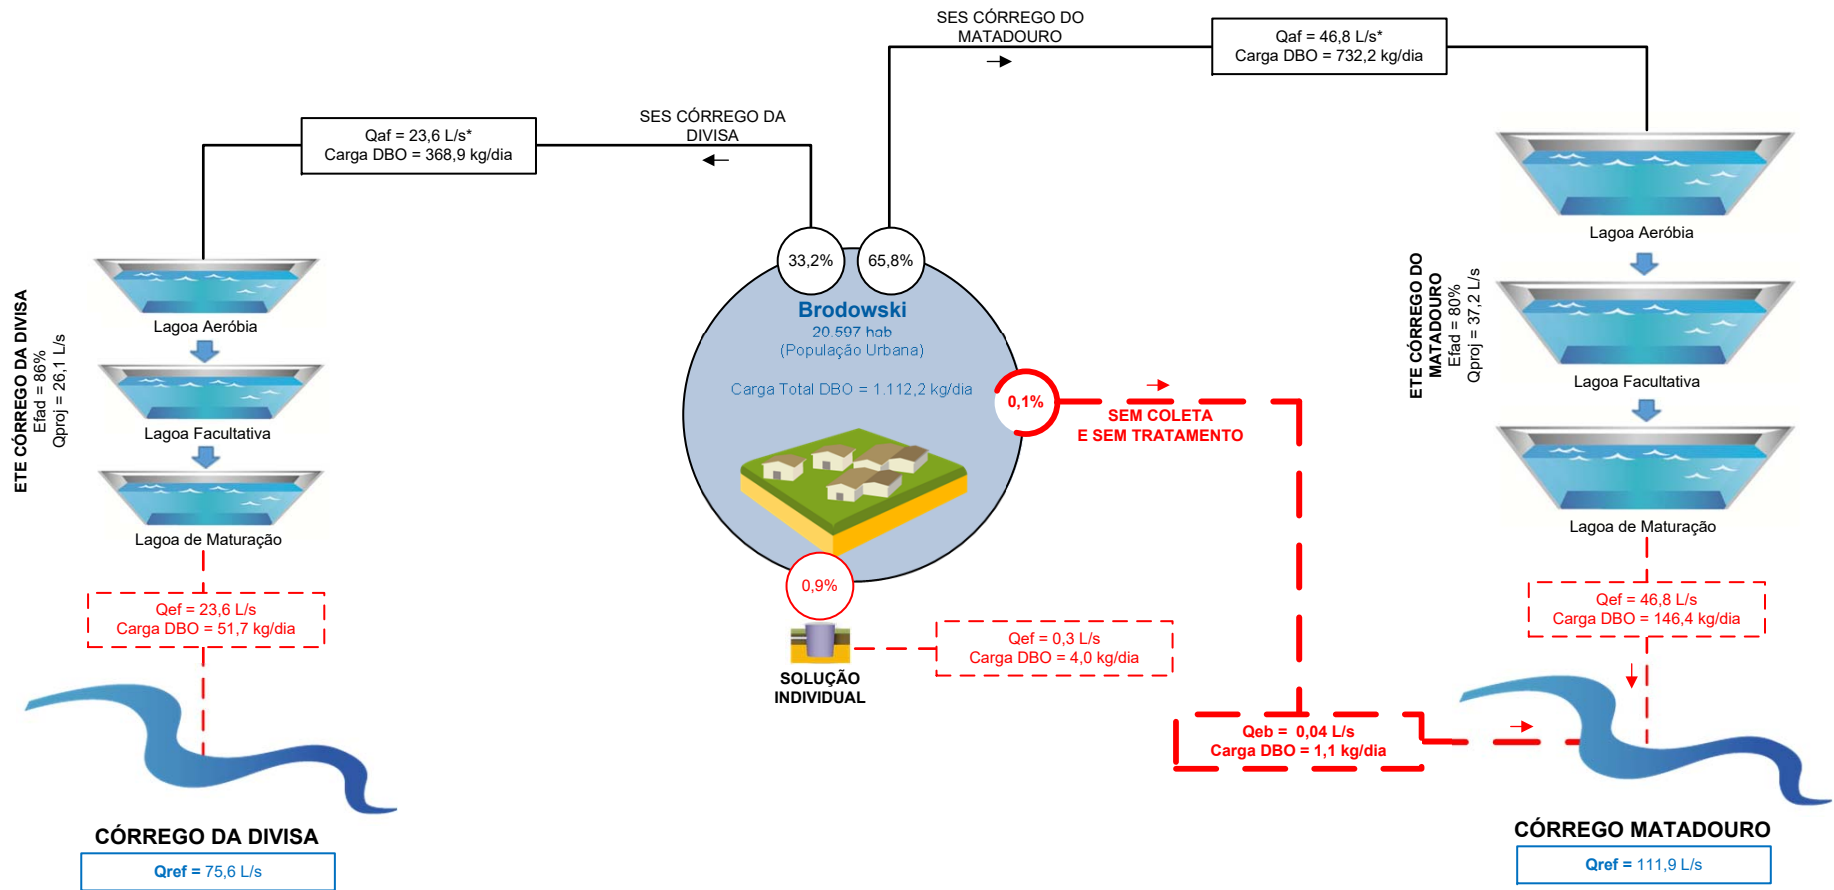 SES CÓRREGO DO
MATADOURO
Qaf = 46,8 L/s*
Carga DBO = 732,2 kg/dia
SES CÓRREGO DA
DIVISA
Qaf = 23,6 L/s*
Carga DBO = 368,9 kg/dia
33,2%
65,8%
Brodowski
20.597 hab
(População Urbana)
Carga Total DBO = 1.112,2 kg/dia
0,1%
SEM COLETA
E SEM TRATAMENTO
0,9%
SOLUÇÃO
INDIVIDUAL
Qef = 0,3 L/s
Carga DBO = 4,0 kg/dia
Qeb = 0,04 L/s
Carga DBO = 1,1 kg/dia
ETE CÓRREGO DA DIVISA
Efad = 86%
Qproj = 26,1 L/s
Lagoa Aeróbia
Lagoa Facultativa
Lagoa de Maturação
Qef = 23,6 L/s
Carga DBO = 51,7 kg/dia
CÓRREGO DA DIVISA
Qref = 75,6 L/s
ETE CÓRREGO DO
MATADOURO
Efad = 80%
Qproj = 37,2 L/s
Lagoa Aeróbia
Lagoa Facultativa
Lagoa de Maturação
Qef = 46,8 L/s
Carga DBO = 146,4 kg/dia
CÓRREGO MATADOURO
Qref = 111,9 L/s